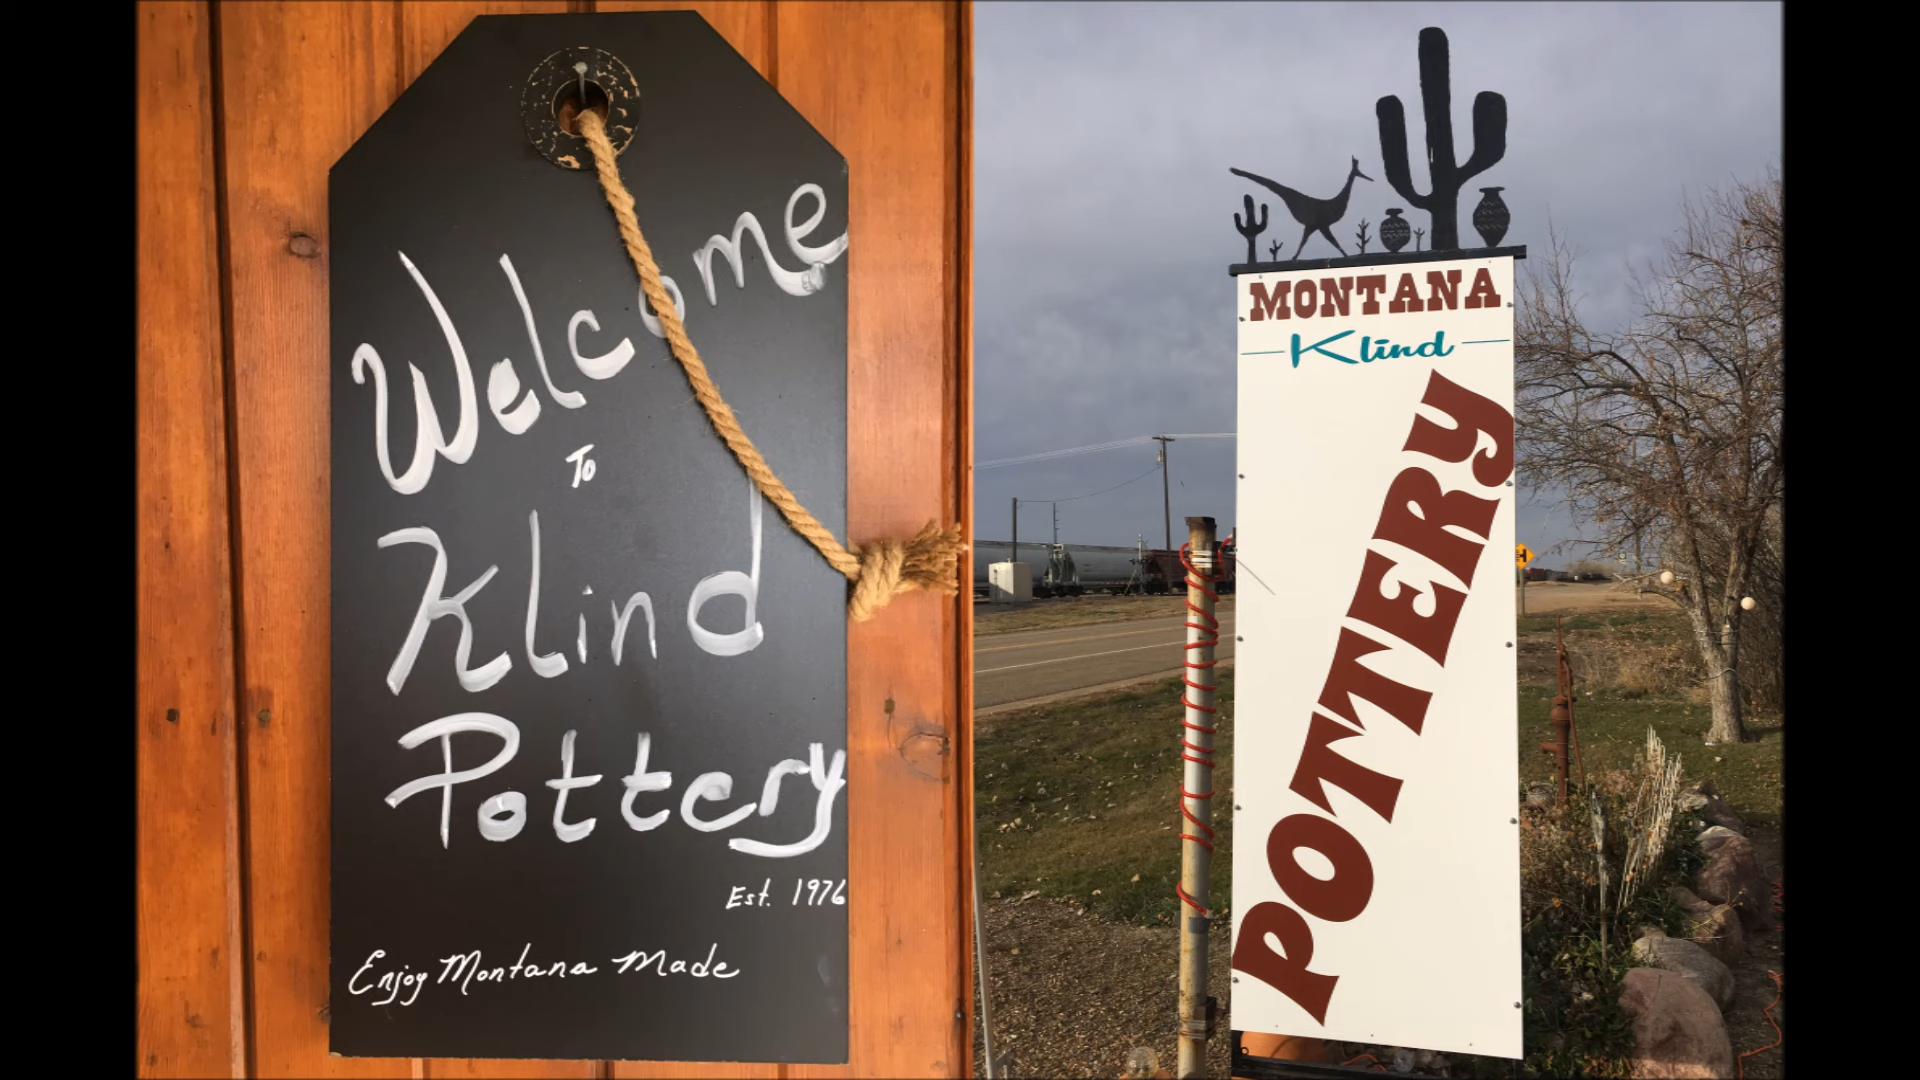 Welcome
To
Klind
Pottery
Est. 1976
Enjoy Montana Made
MONTANA
Klind
POTTERY